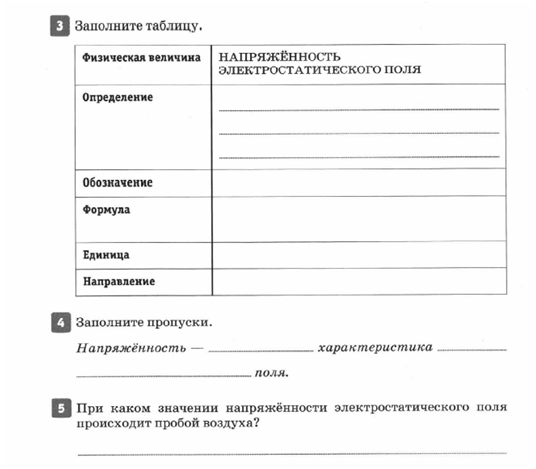 3 Заполните таблицу.
Физическая величина НАПРЯЖЁННОСТЬ
ЭЛЕКТРОСТАТИЧЕСКОГО ПОЛЯ
Определение
Обозначение
Формула
Единица
Направление
4 Заполните пропуски.
Напряжённость — характеристика
поля.
5 При каком значении напряжённости электростатического поля
происходит пробой воздуха?